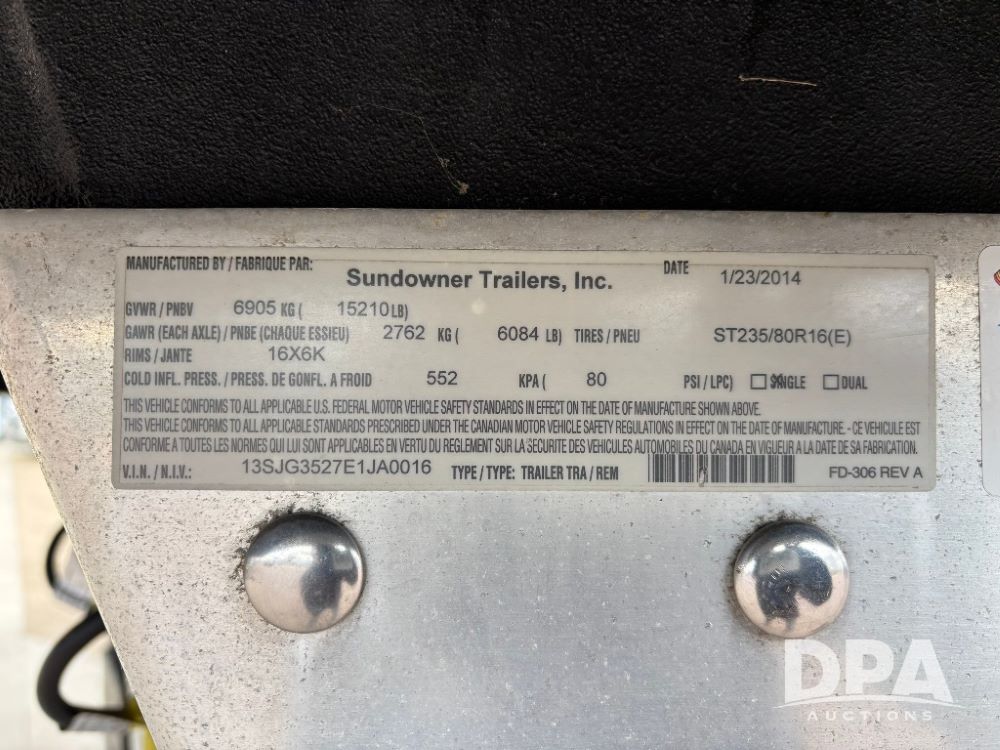 MANUFACTURED BY / FABRIQUE PAR: Sundowner Trailers, Inc. DATE 1/23/2014
GVWR / PNBV 6905 KG ( 15210 LB)
GAWR (EACH AXLE) / PNBE (CHAQUE ESSIEU) 2762 KG ( 6084 LB) TIRES / PNEU ST235/80R16(E)
RIMS / JANTE 16X6K
COLD INFL. PRESS. / PRESS. DE GONFL. A FROID 552 KPA ( 80 PSI / LPC) SINGLE DUAL
THIS VEHICLE CONFORMS TO ALL APPLICABLE U.S. FEDERAL MOTOR VEHICLE SAFETY STANDARDS IN EFFECT ON THE DATE OF MANUFACTURE SHOWN ABOVE.
THIS VEHICLE CONFORMS TO ALL APPLICABLE STANDARDS PRESCRIBED UNDER THE CANADIAN MOTOR VEHICLE SAFETY REGULATIONS IN EFFECT ON THE DATE OF MANUFACTURE. - CE VEHICULE EST
CONFORME A TOUTES LES NORMES QUI LUI SONT APPLICABLES EN VERTU DU REGLEMENT SUR LA SECURITE DES VEHICULES AUTOMOBILES DU CANADA EN VIGUEUR A LA DATE DE SA FABRICATION.
V.I.N. / N.I.V.: 13SJG3527E1JA0016 TYPE / TYPE: TRAILER TRA / REM FD-306 REV A
DPA
AUCTIONS